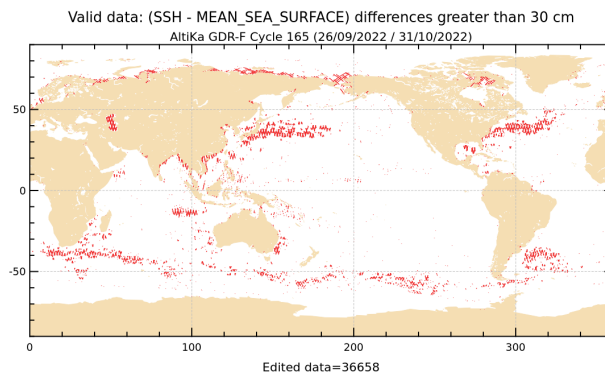 Valid data: (SSH - MEAN_SEA_SURFACE) differences greater than 30 cm
AltiKa GDR-F Cycle 165 (26/09/2022 / 31/10/2022)
50
0
-50
0 100 200 300
Edited data=36658